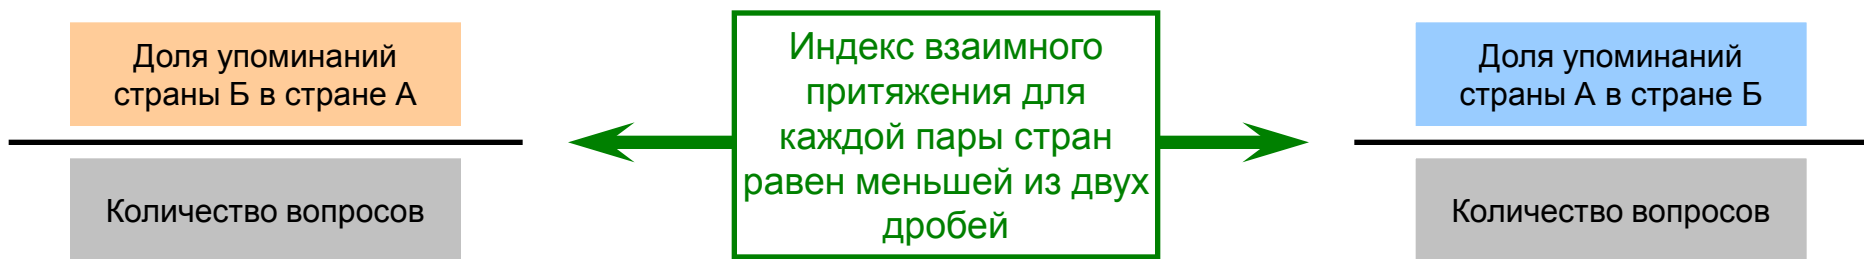 Доля упоминаний
страны Б в стране А
Количество вопросов
Индекс взаимного
притяжения для
каждой пары стран
равен меньшей из двух
дробей
Доля упоминаний
страны А в стране Б
Количество вопросов